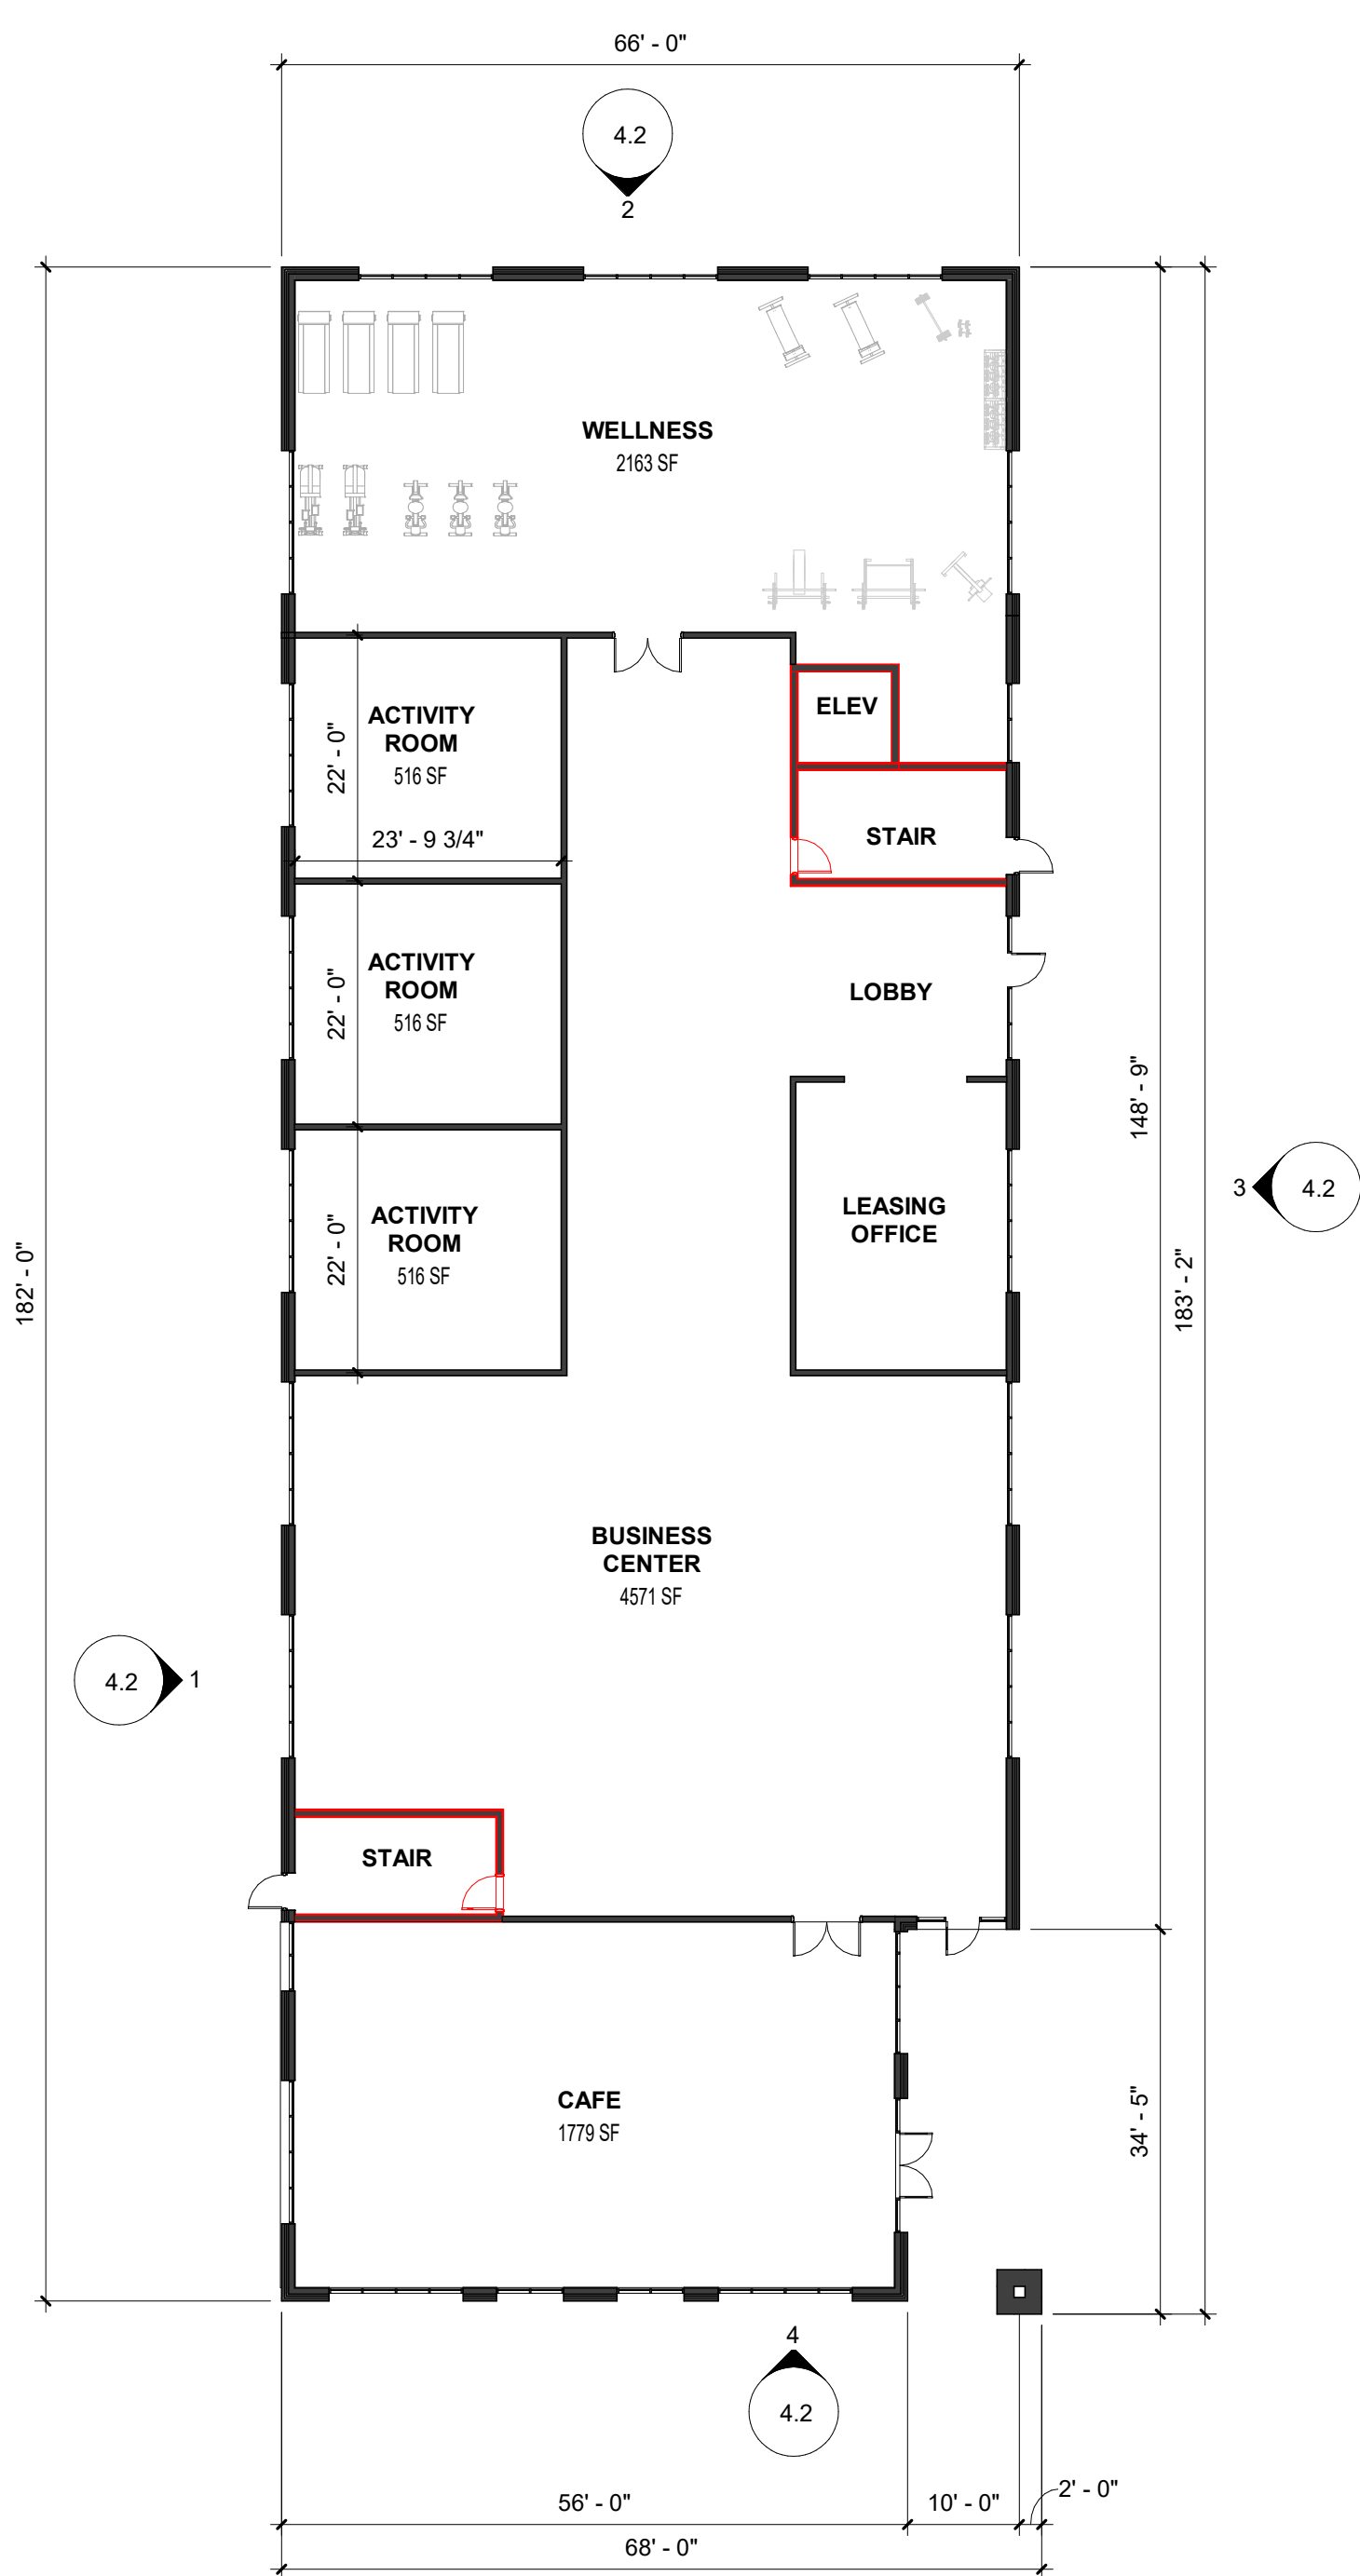 66' - 0"
4.2
2
WELLNESS
2163 SF
ELEV
ACTIVITY
ROOM
516 SF
22' - 0"
23' - 9 3/4"
STAIR
ACTIVITY
ROOM
516 SF
22' - 0"
LOBBY
148' - 9"
3
4.2
ACTIVITY
ROOM
516 SF
22' - 0"
LEASING
OFFICE
182' - 0"
183' - 2"
BUSINESS
CENTER
4571 SF
4.2
1
STAIR
CAFE
1779 SF
34' - 5"
4
4.2
2' - 0"
56' - 0"
10' - 0"
68' - 0"